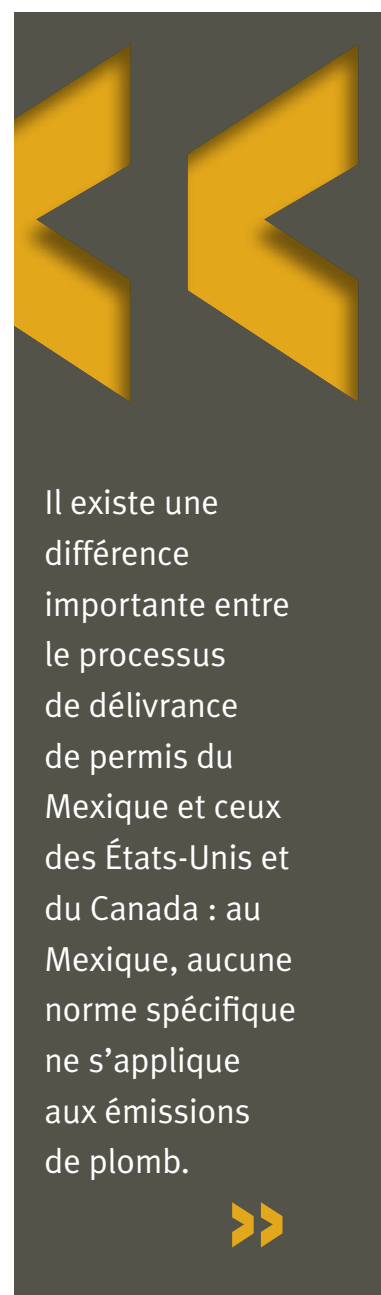 Il existe une
différence
importante entre
le processus
de délivrance
de permis du
Mexique et ceux
des États-Unis et
du Canada : au
Mexique, aucune
norme spécifique
ne s’applique
aux émissions
de plomb.